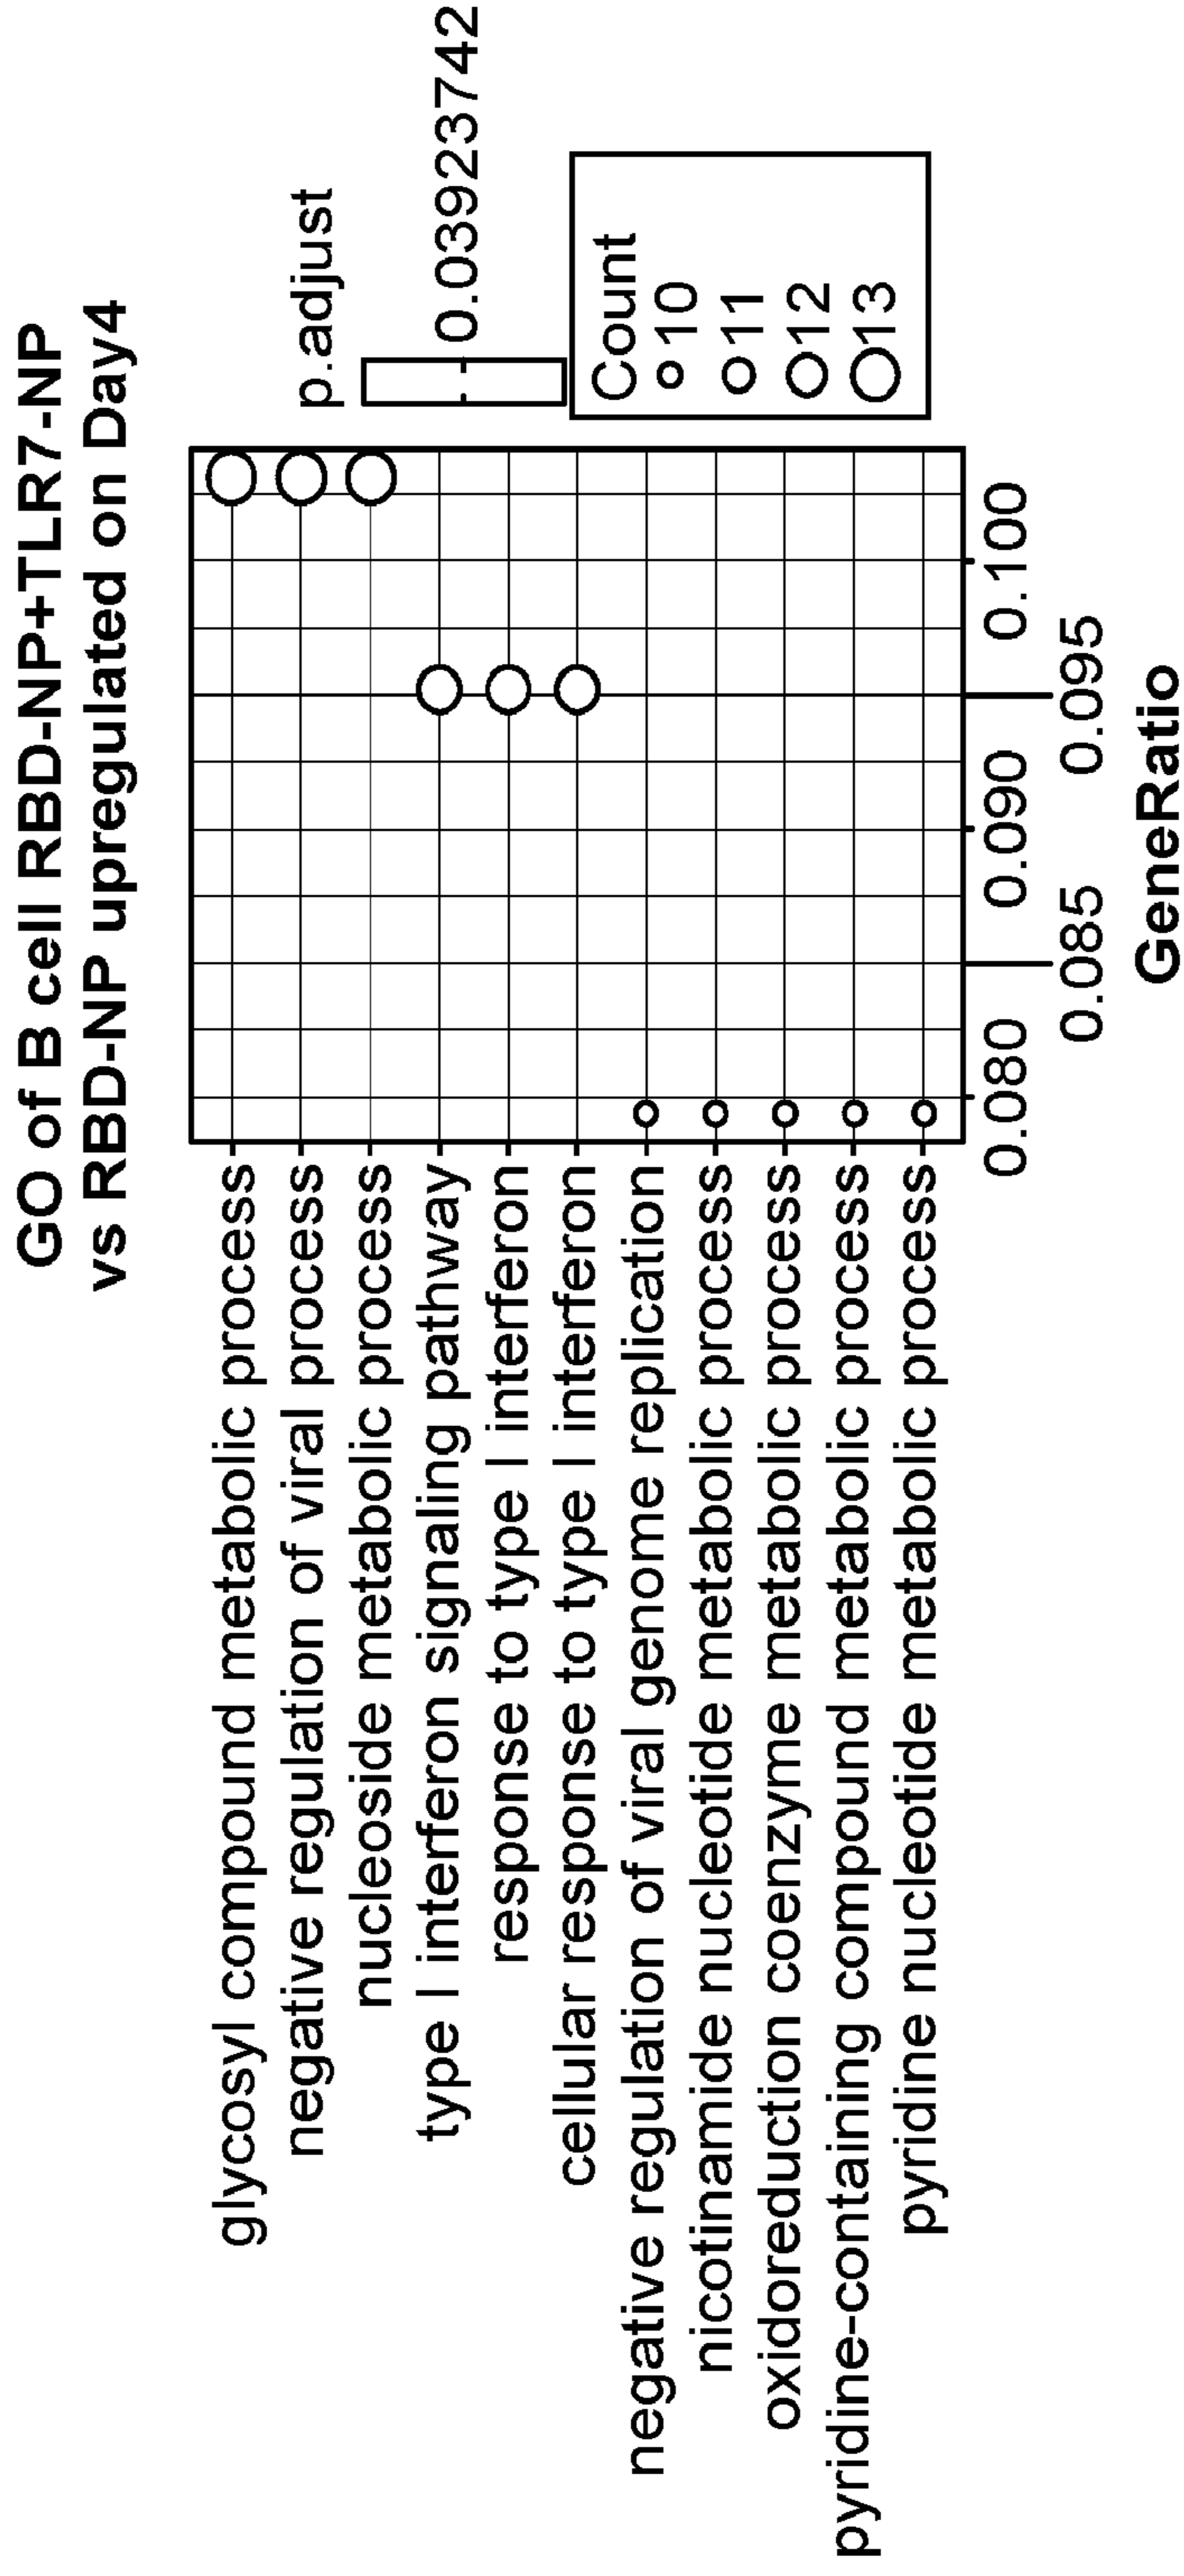 GO of B cell RBD-NP+TLR7-NP
vs RBD-NP upregulated on Day4
glycosyl compound metabolic process
negative regulation of viral process
nucleoside metabolic process
type I interferon signaling pathway
response to type I interferon
cellular response to type I interferon
negative regulation of viral genome replication
nicotinamide nucleotide metabolic process
oxidoreduction coenzyme metabolic process
pyridine-containing compound metabolic process
pyridine nucleotide metabolic process
p.adjust
0.03923742
Count
10
11
12
13
0.080 0.090 0.100
0.085 0.095
GeneRatio